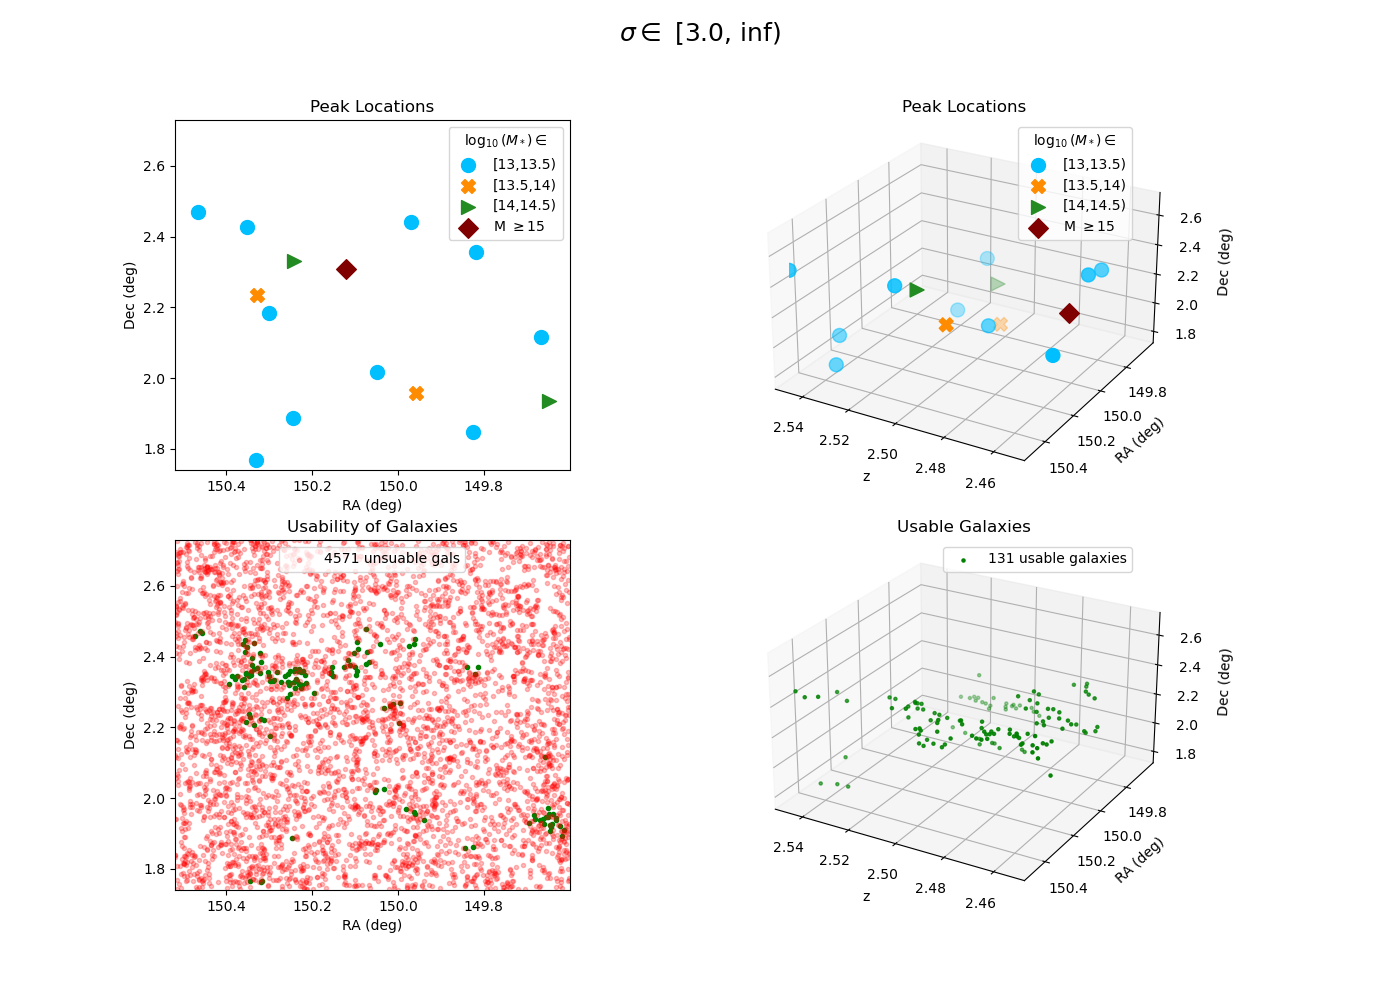 σ ∈ [3.0, inf)
Peak Locations
log₁₀(M*) ∈
[13,13.5)
[13.5,14)
[14,14.5)
M ≥15
2.6
2.4
2.2
2.0
1.8
Dec (deg)
150.4 150.2 150.0 149.8
RA (deg)
Peak Locations
log₁₀(M*) ∈
[13,13.5)
[13.5,14)
[14,14.5)
M ≥15
2.6
2.4
2.2
2.0
1.8
Dec (deg)
149.8
150.0
150.2
150.4
RA (deg)
2.54
2.52
2.50
2.48
2.46
z
Usability of Galaxies
4571 unsuable gals
2.6
2.4
2.2
2.0
1.8
Dec (deg)
150.4 150.2 150.0 149.8
RA (deg)
Usable Galaxies
131 usable galaxies
2.6
2.4
2.2
2.0
1.8
Dec (deg)
149.8
150.0
150.2
150.4
RA (deg)
2.54
2.52
2.50
2.48
2.46
z